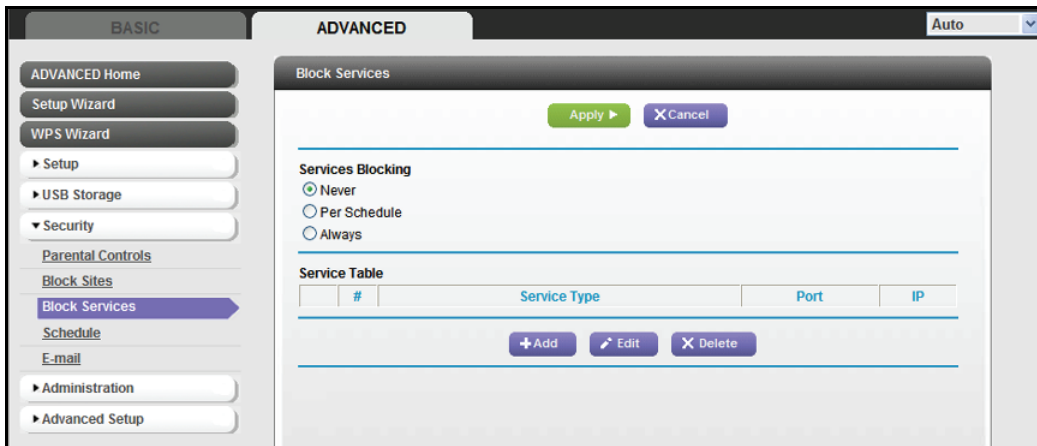 BASIC
ADVANCED
Auto
ADVANCED Home
Setup Wizard
WPS Wizard
Setup
USB Storage
Security
Parental Controls
Block Sites
Block Services
Schedule
E-mail
Administration
Advanced Setup
Block Services
Apply
Cancel
Services Blocking
Never
Per Schedule
Always
Service Table
# Service Type Port IP
Add Edit Delete